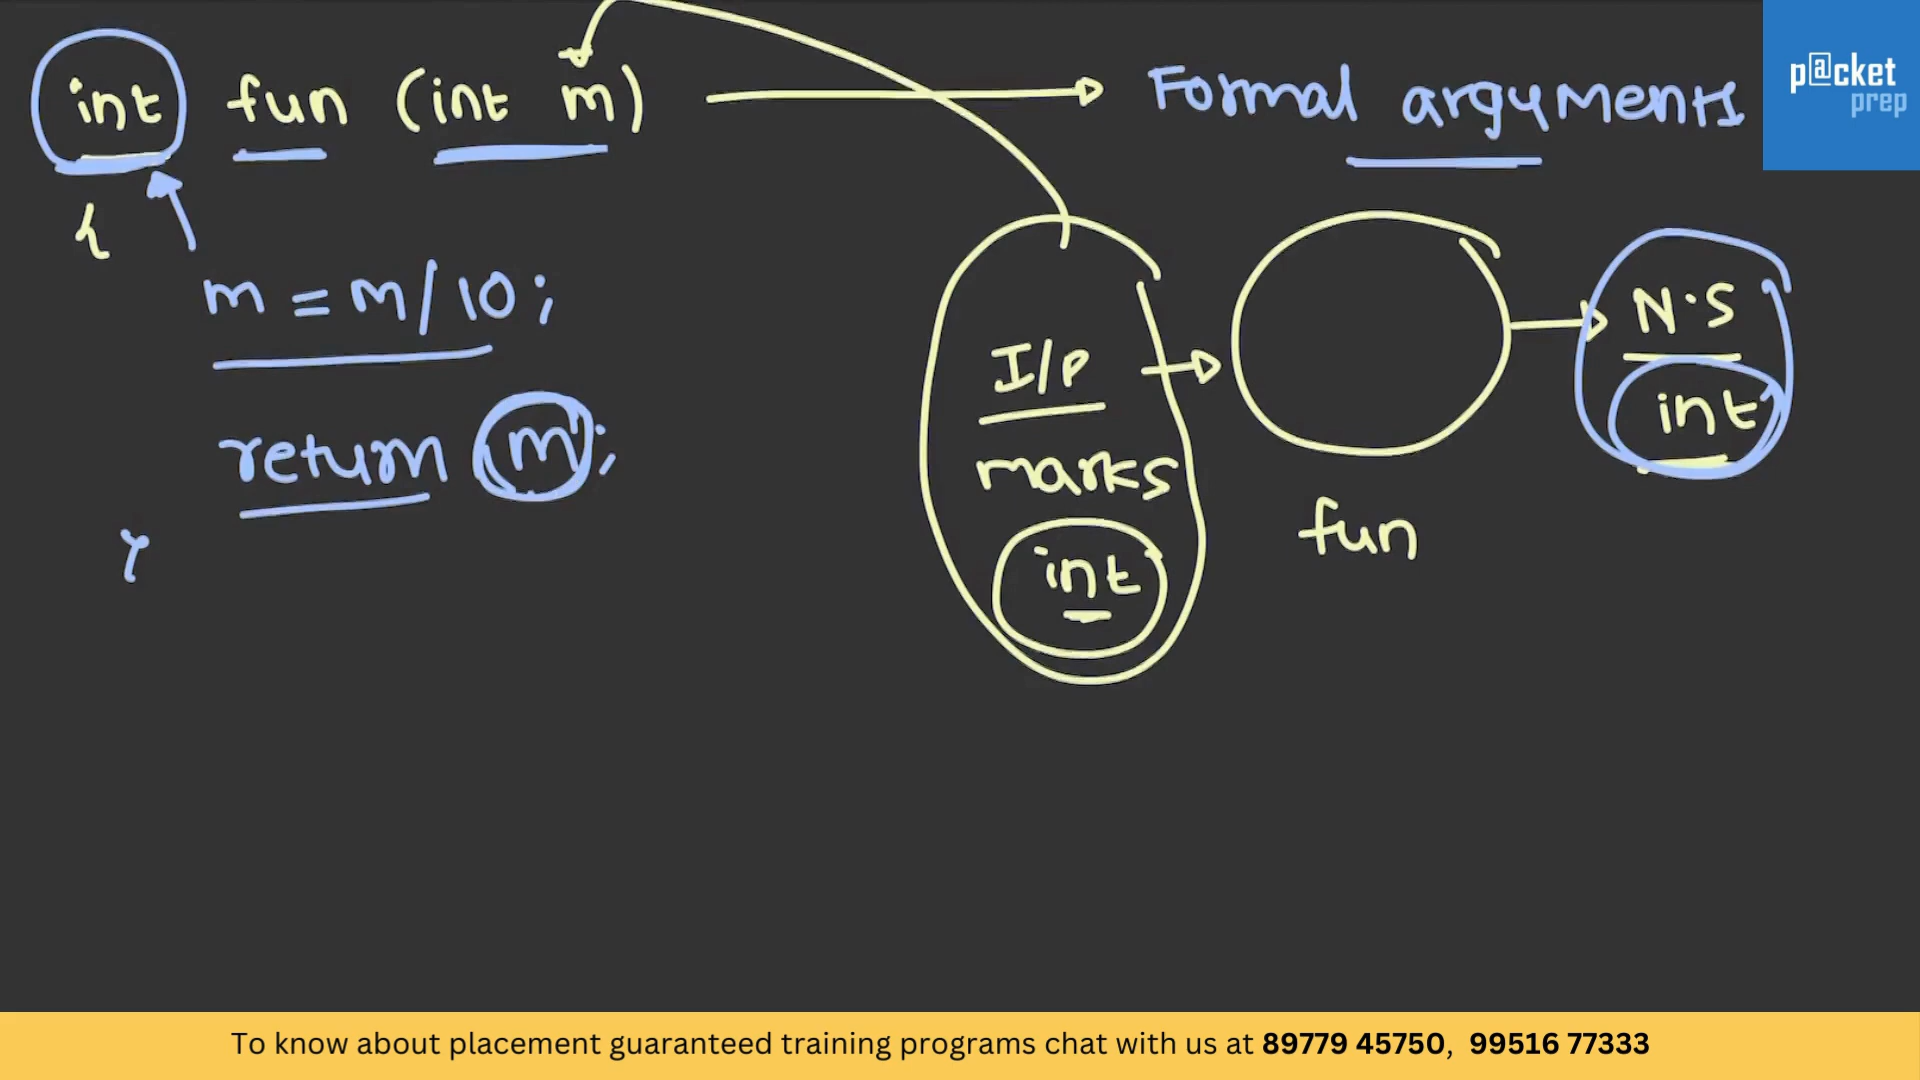 int fun (int m) Formal arguments
{
m = m/10;
return m;
}
I/P
marks
int
fun
N.S
int
p@cket
prep
To know about placement guaranteed training programs chat with us at 89779 45750, 99516 77333